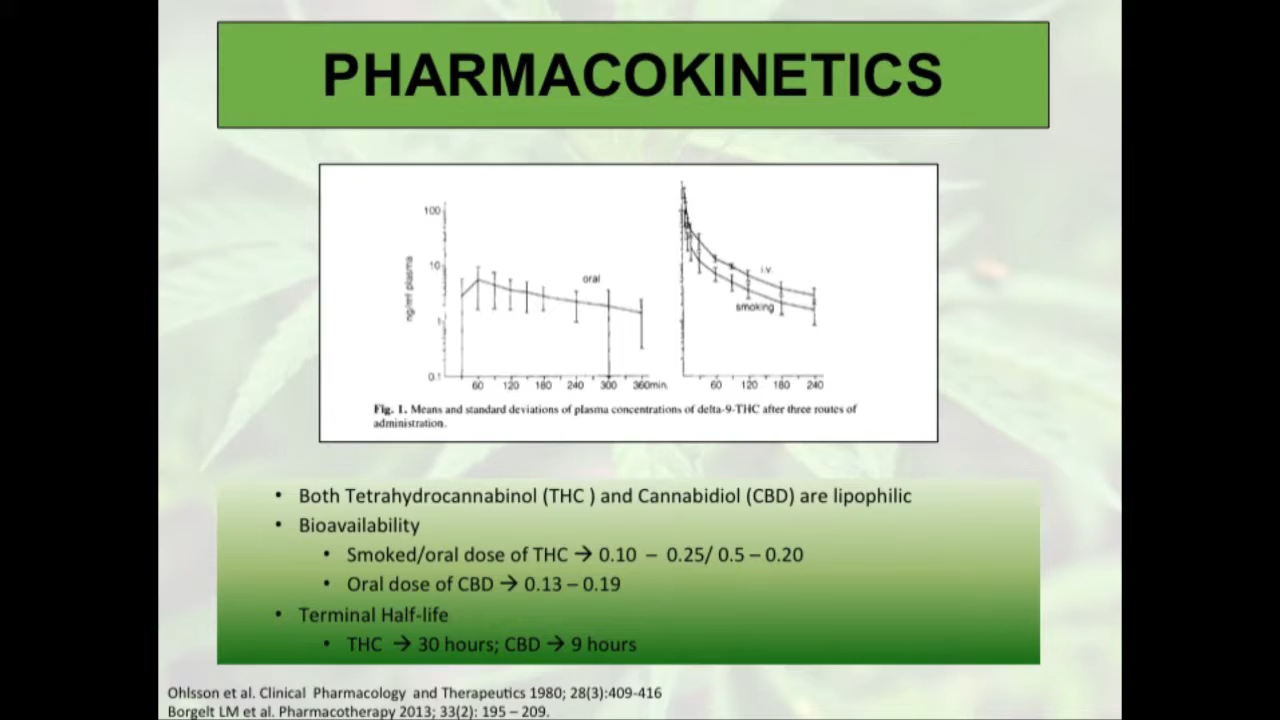 PHARMACOKINETICS
100
10
1
0.1
ng/ml plasma
oral
60 120 180 240 300 360min.
i.v.
smoking
60 120 180 240
Fig. 1. Means and standard deviations of plasma concentrations of delta-9-THC after three routes of
administration.
• Both Tetrahydrocannabinol (THC ) and Cannabidiol (CBD) are lipophilic
• Bioavailability
• Smoked/oral dose of THC → 0.10 – 0.25/ 0.5 – 0.20
• Oral dose of CBD → 0.13 – 0.19
• Terminal Half-life
• THC → 30 hours; CBD → 9 hours
Ohlsson et al. Clinical Pharmacology and Therapeutics 1980; 28(3):409-416
Borgelt LM et al. Pharmacotherapy 2013; 33(2): 195 – 209.